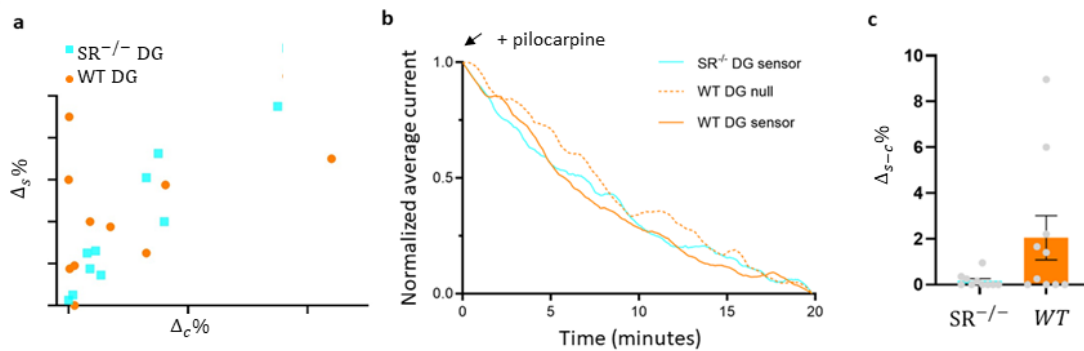 a
SR⁻/⁻ DG
WT DG
Δs%
Δc%
b
+ pilocarpine
Normalized average current
1.0
0.5
0.0
0
5
10
15
20
Time (minutes)
SR⁻/⁻ DG sensor
WT DG null
WT DG sensor
c
Δs−c%
10
8
6
4
2
0
SR⁻/⁻
WT